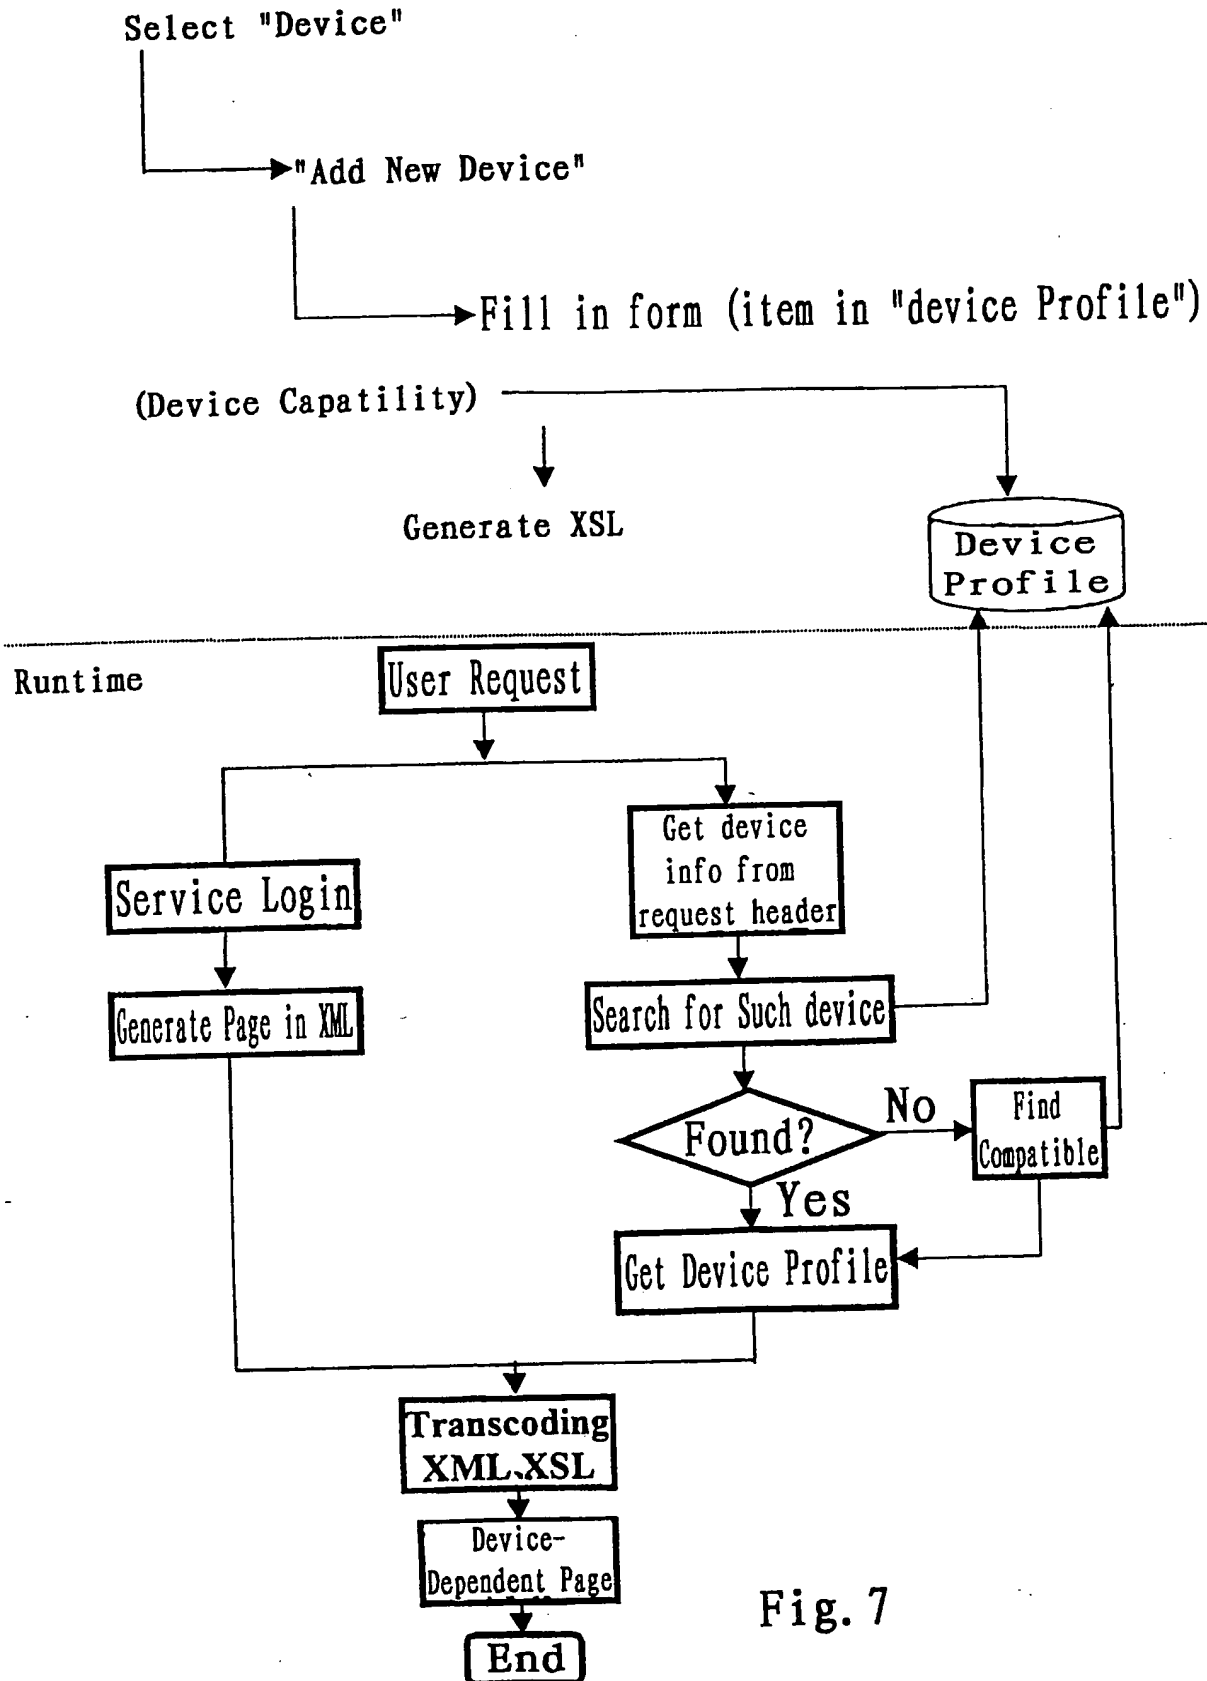 Select "Device"
"Add New Device"
Fill in form (item in "device Profile")
(Device Capatility)
Generate XSL
Device
Profile
Runtime
User Request
Get device
info from
request header
Service Login
Generate Page in XML
Search for Such device
Found?
No
Find
Compatible
Yes
Get Device Profile
Transcoding
XML、XSL
Device-
Dependent Page
End
Fig. 7